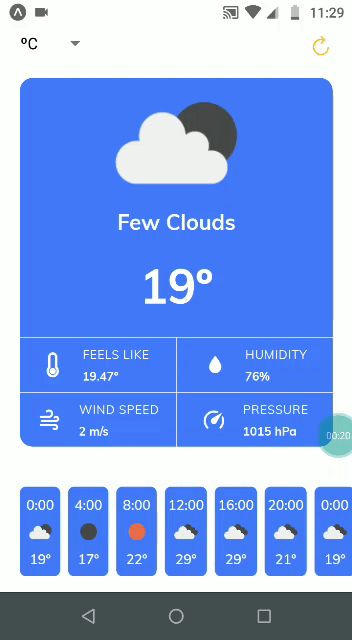 11:29
ºC
Few Clouds
19º
FEELS LIKE
19.47º
HUMIDITY
76%
WIND SPEED
2 m/s
PRESSURE
1015 hPa
00:20
0:00 4:00 8:00 12:00 16:00 20:00 0:00
19º 17º 22º 29º 29º 21º 19º